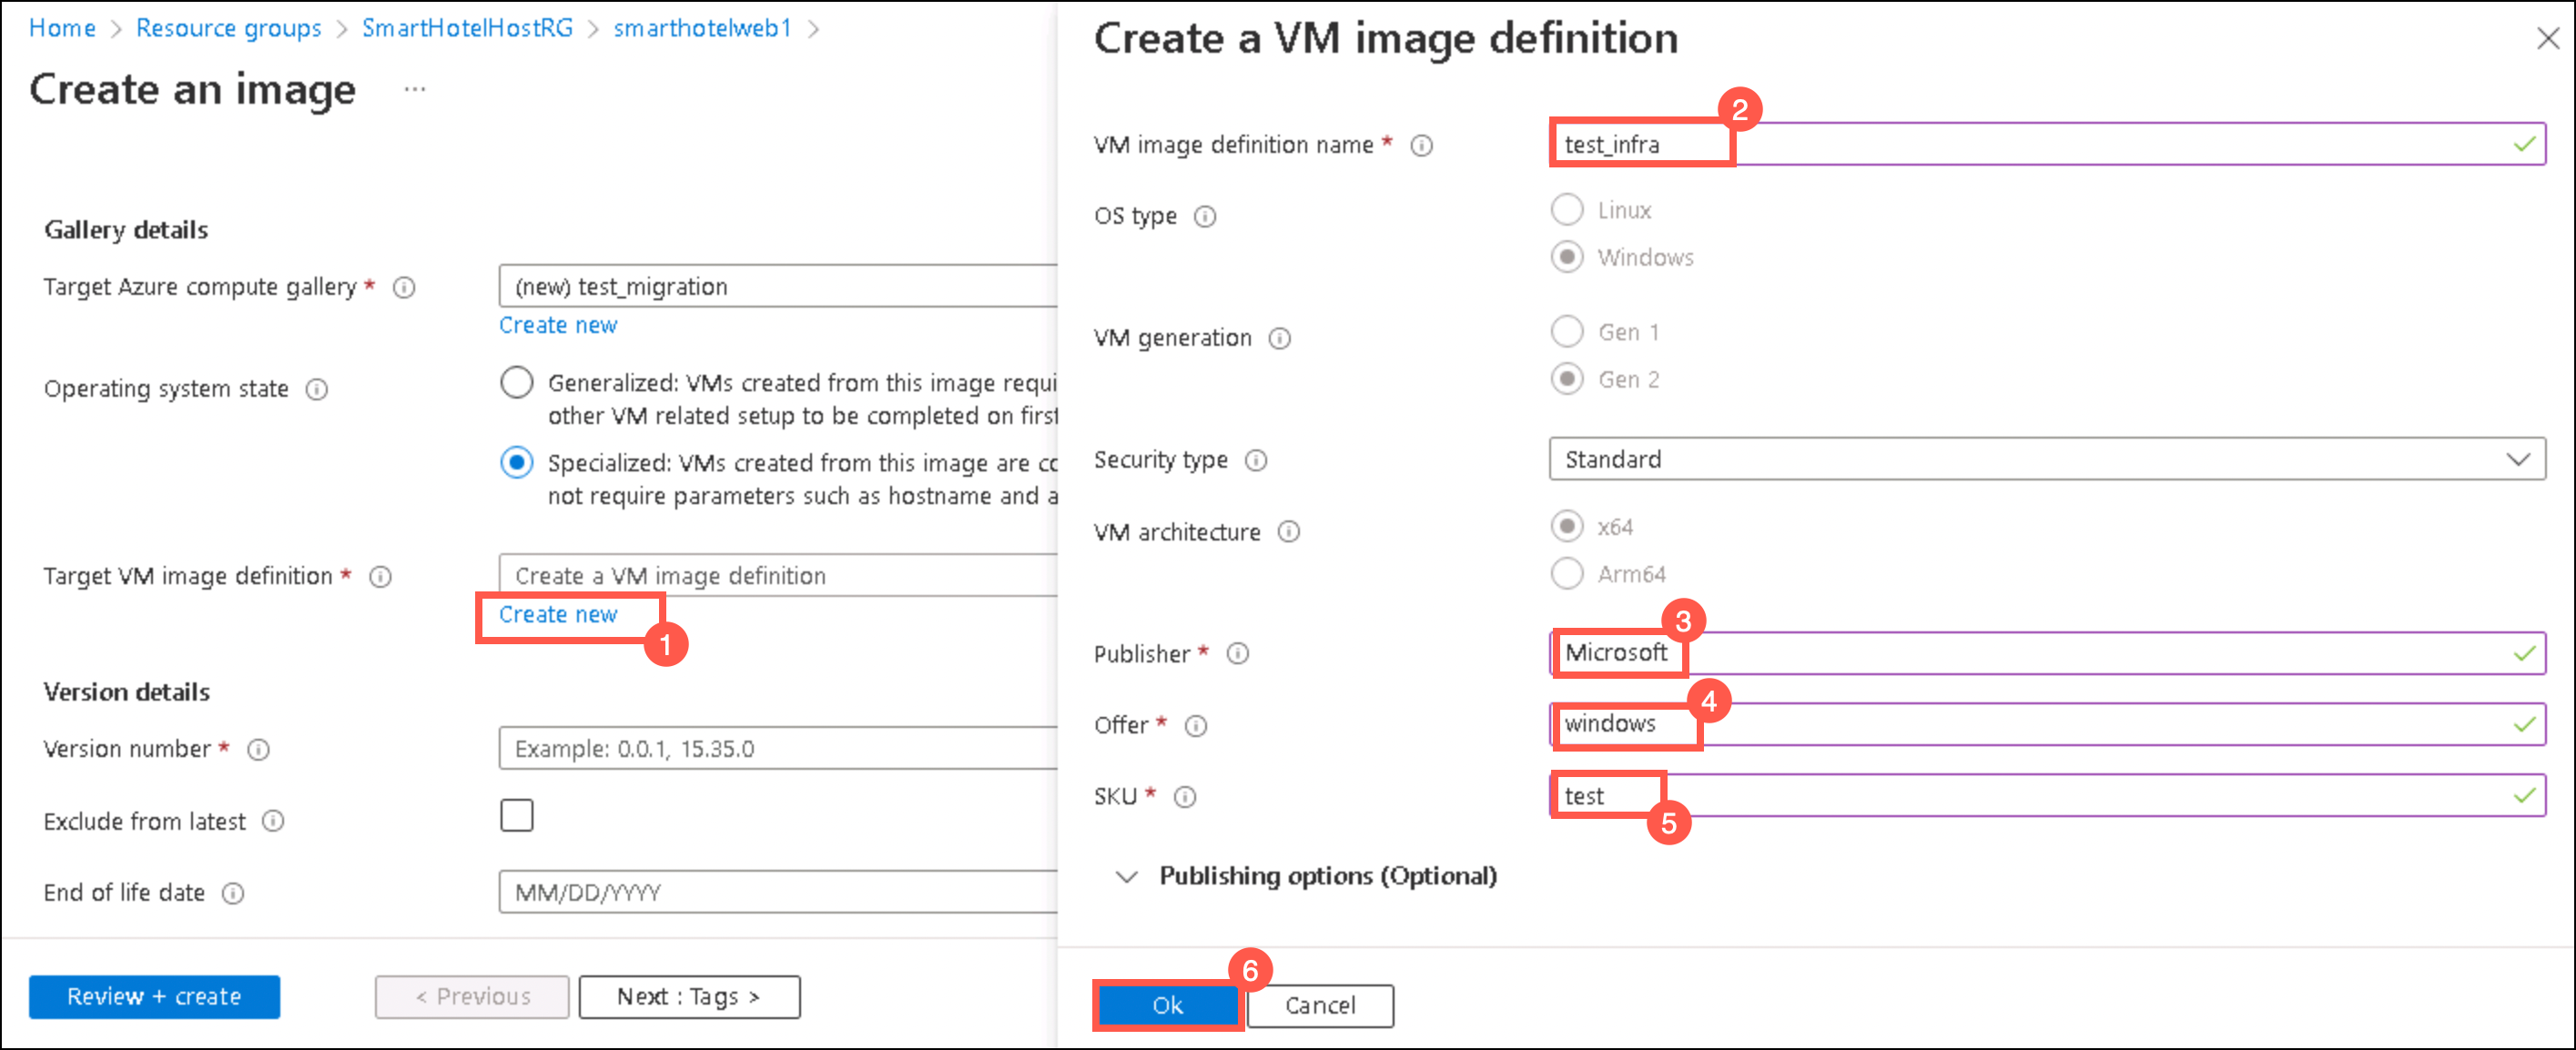 Home > Resource groups > SmartHotelHostRG > smarthotelweb1 >
Create an image ...
Gallery details
Target Azure compute gallery *
(new) test_migration
Create new
Operating system state
Generalized: VMs created from this image requi
other VM related setup to be completed on first
Specialized: VMs created from this image are co
not require parameters such as hostname and a
Target VM image definition *
Create a VM image definition
Create new
1
Version details
Version number *
Example: 0.0.1, 15.35.0
Exclude from latest
End of life date
MM/DD/YYYY
Review + create
< Previous
Next : Tags >
Create a VM image definition
VM image definition name *
test_infra
2
OS type
Linux
Windows
VM generation
Gen 1
Gen 2
Security type
Standard
VM architecture
x64
Arm64
Publisher *
Microsoft
3
Offer *
windows
4
SKU *
test
5
Publishing options (Optional)
6
Ok
Cancel